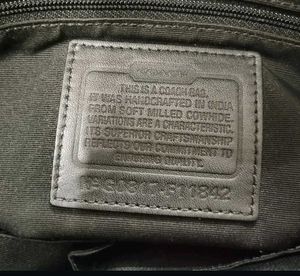 COACH
THIS IS A COACH BAG.
IT WAS HANDCRAFTED IN INDIA
FROM SOFT MILLED COWHIDE.
VARIATIONS ARE A CHARACTERISTIC.
ITS SUPERIOR CRAFTSMANSHIP
REFLECTS OUR COMMITMENT TO
ENDURING QUALITY.